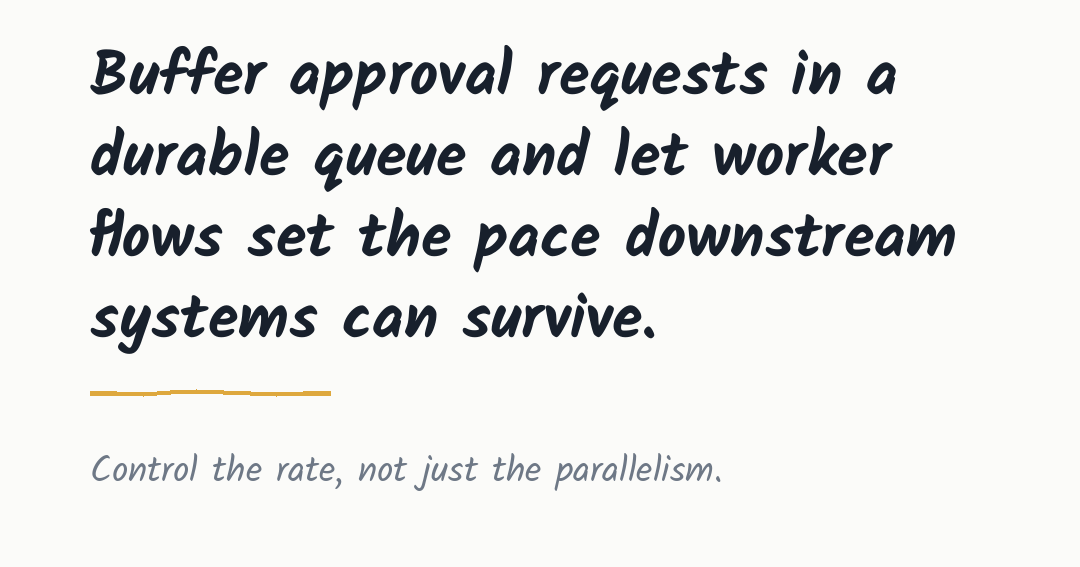 Buffer approval requests in a
durable queue and let worker
flows set the pace downstream
systems can survive.
Control the rate, not just the parallelism.